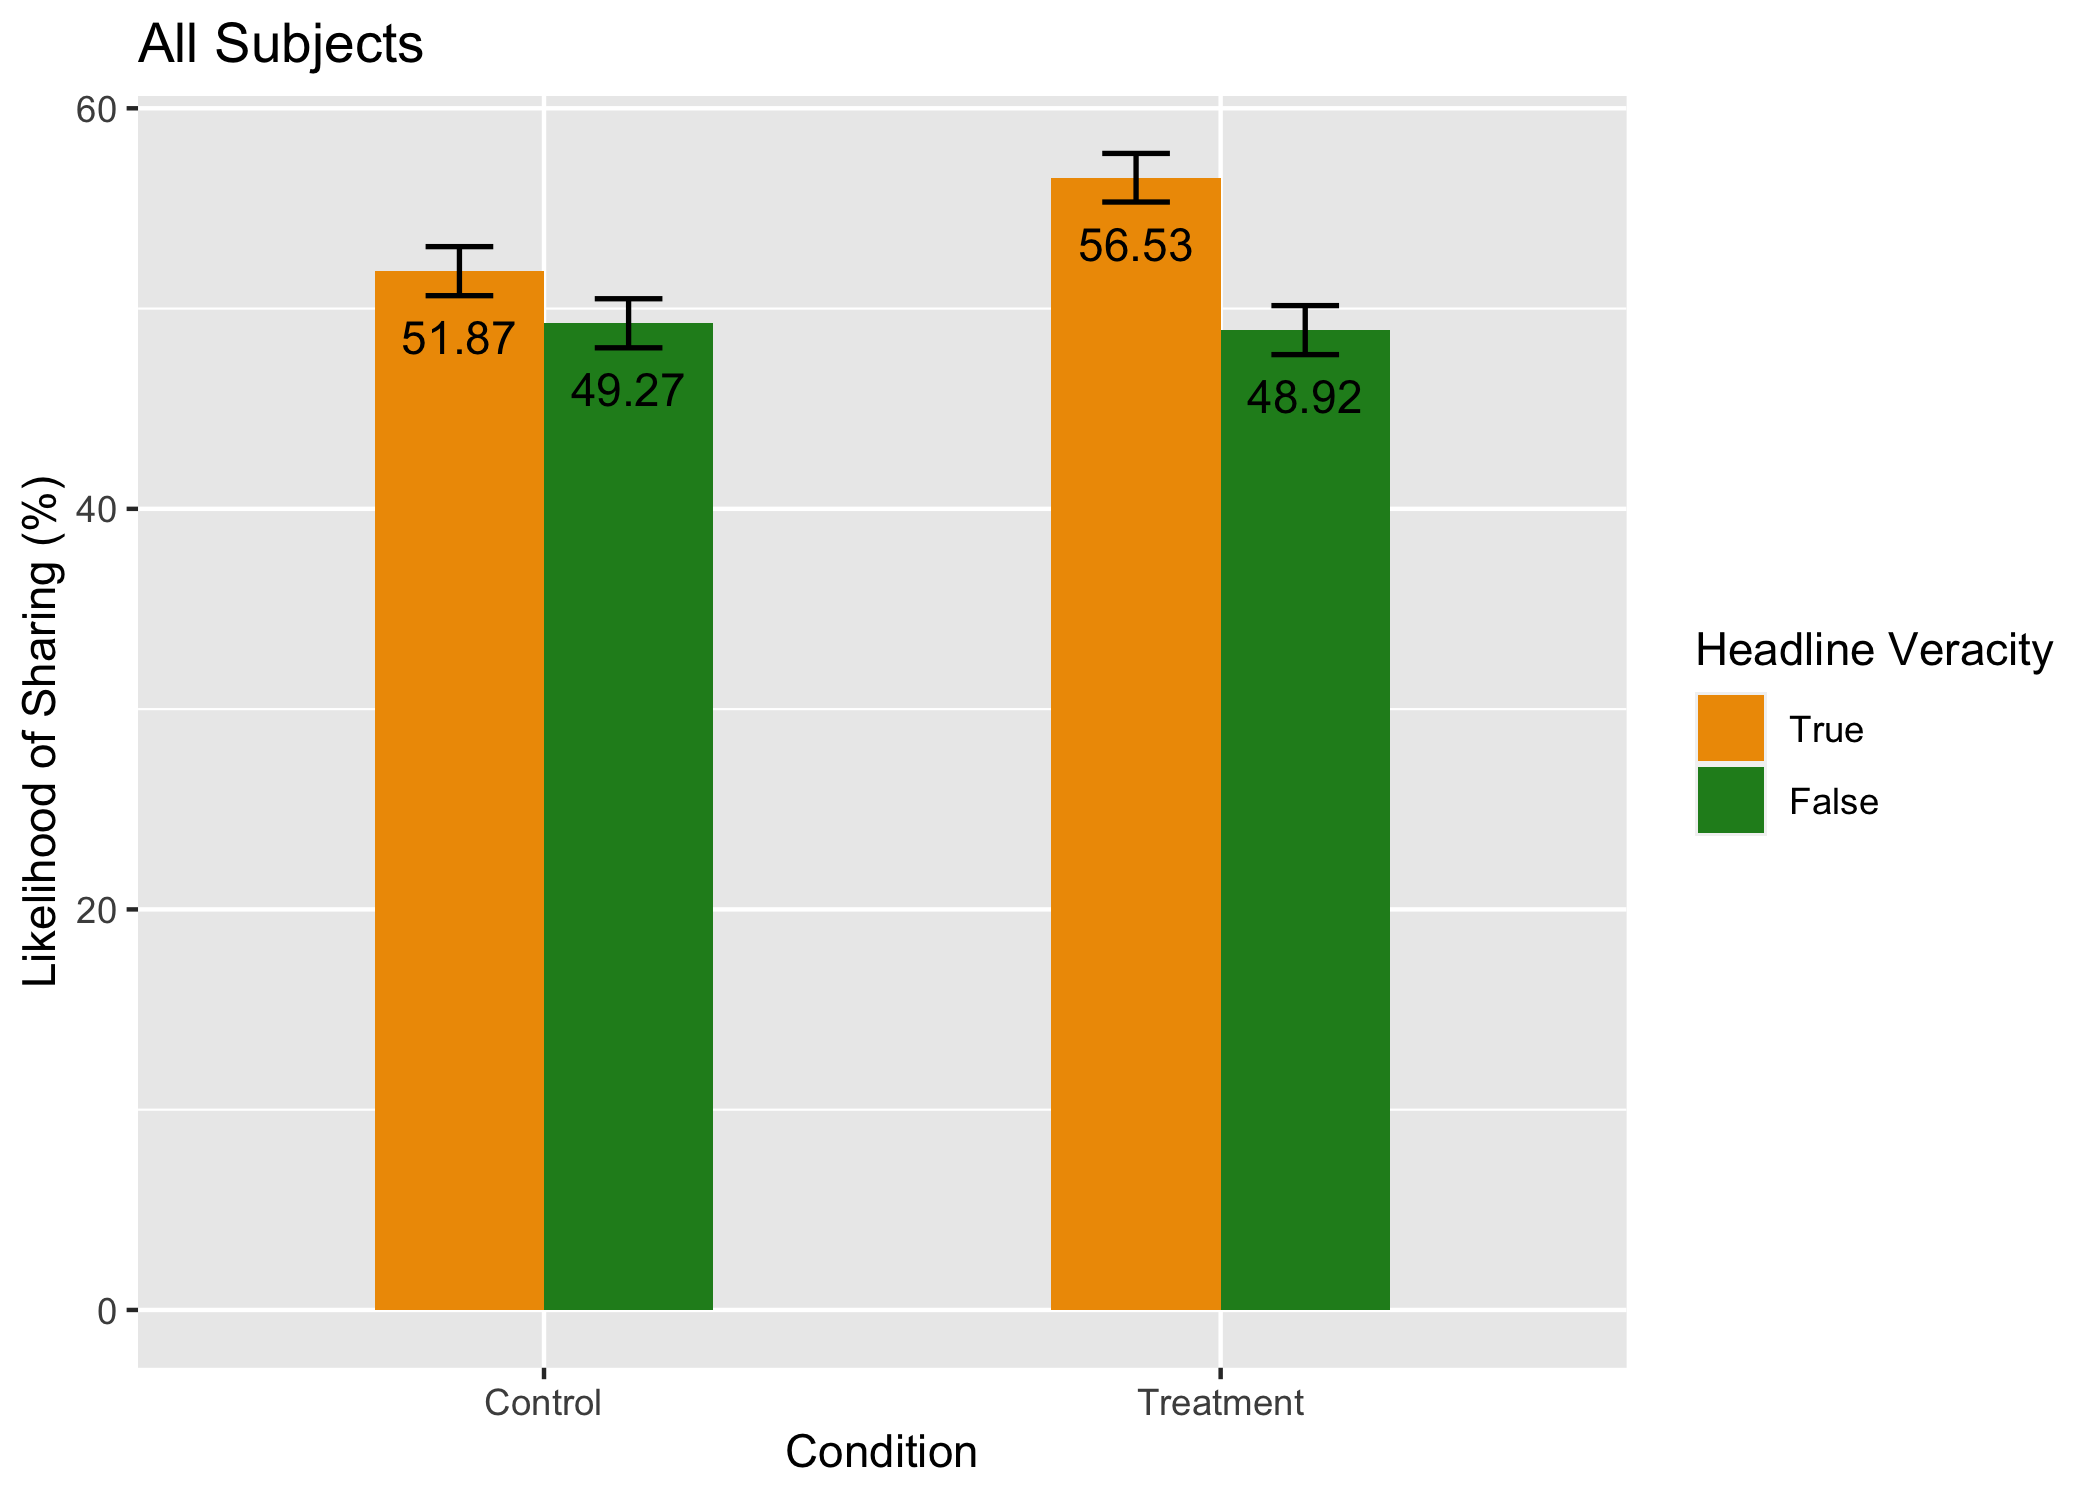 All Subjects
60
40
20
0
Likelihood of Sharing (%)
51.87
49.27
56.53
48.92
Control
Treatment
Condition
Headline Veracity
True
False